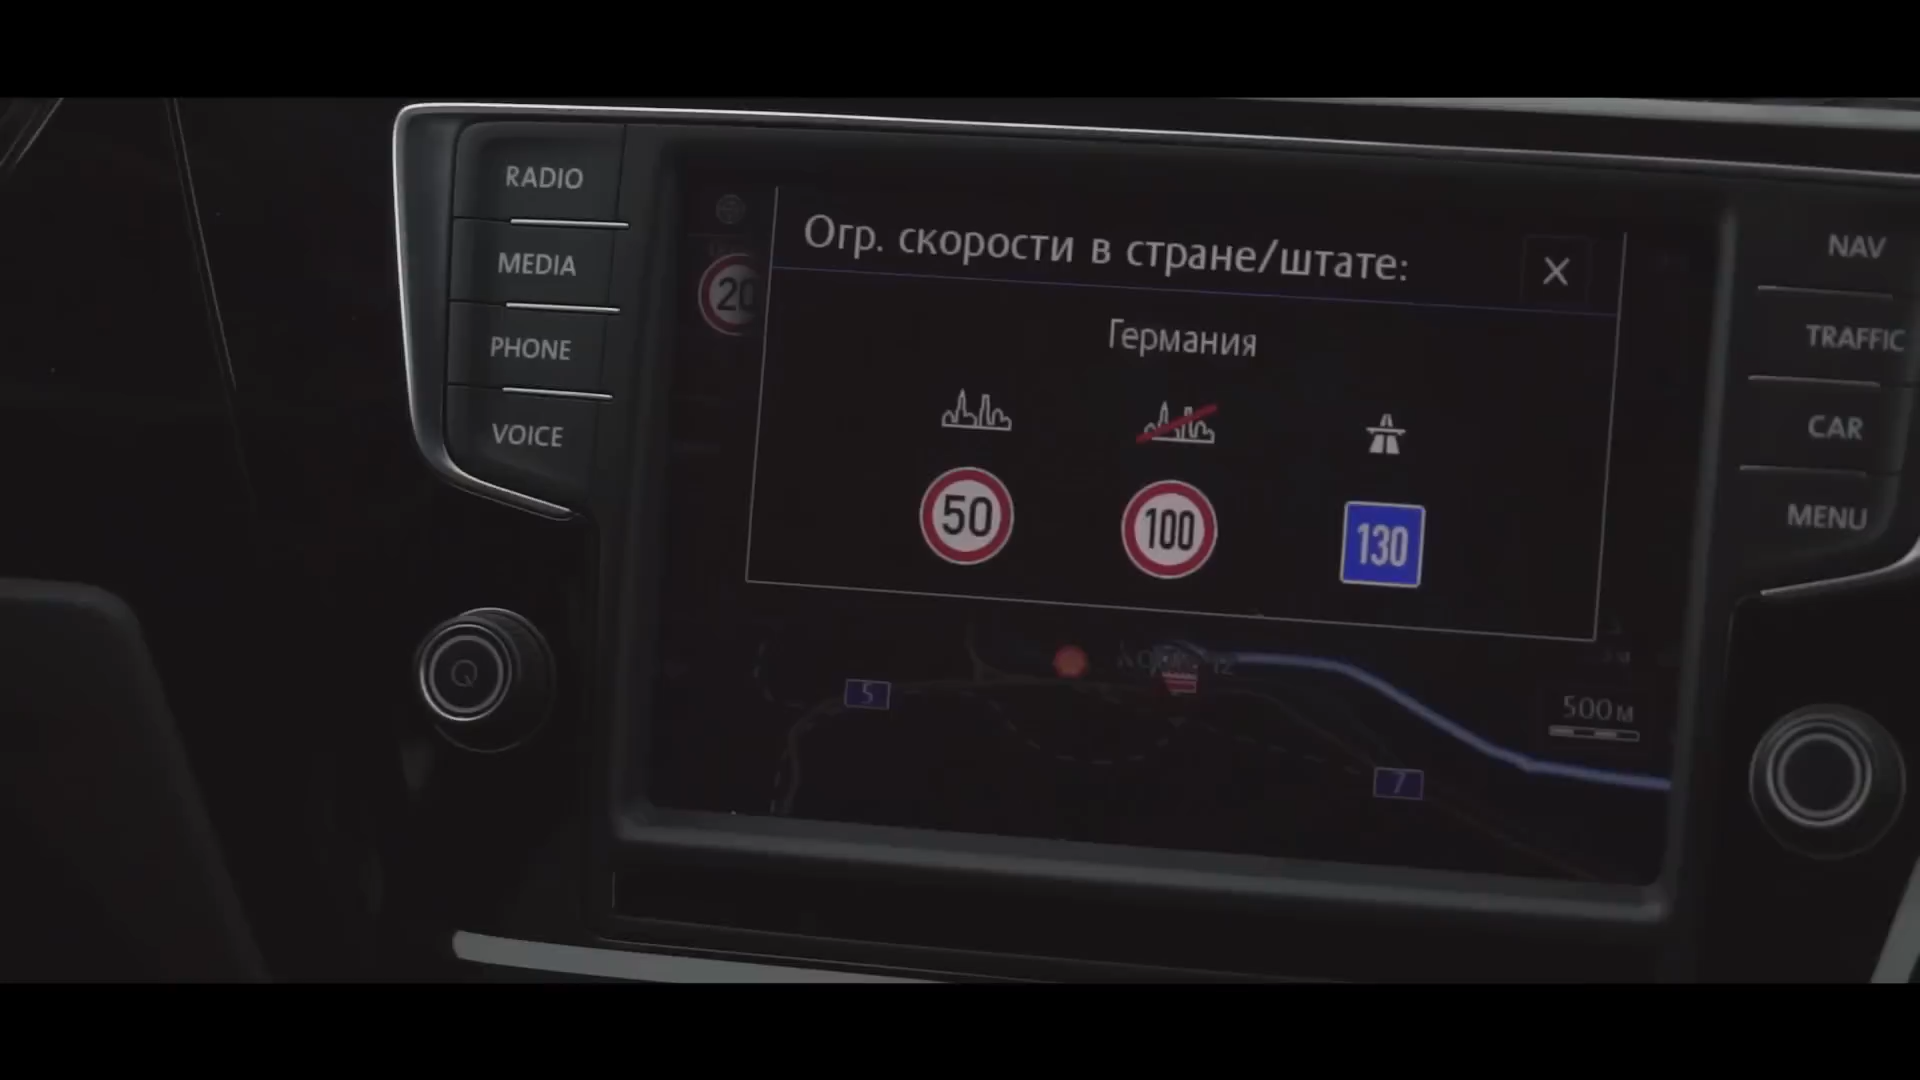 RADIO
MEDIA
PHONE
VOICE
20
Огр. скорости в стране/штате:
X
Германия
50
100
130
5
7
500м
NAV
TRAFFIC
CAR
MENU